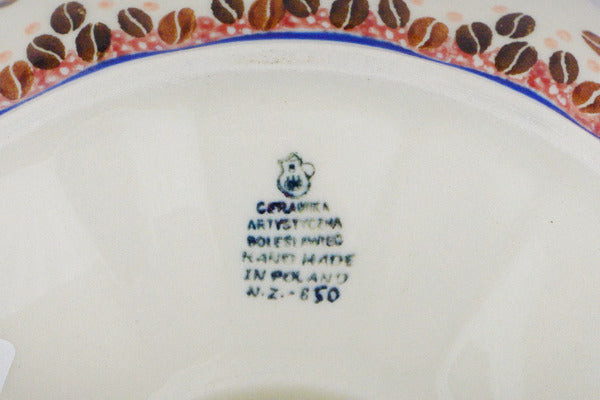 CERAMIKA
ARTYSTYCZNA
BOLESŁAWIEC
HAND MADE
IN POLAND
N.Z.-850